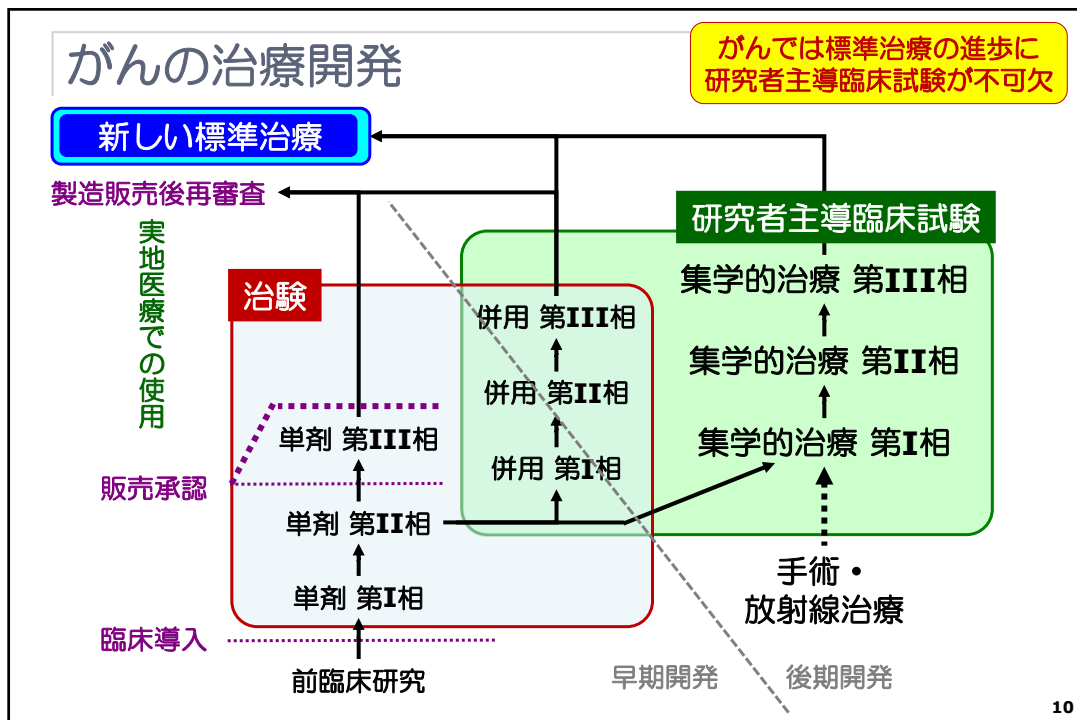 がんの治療開発
がんでは標準治療の進歩に
研究者主導臨床試験が不可欠
新しい標準治療
製造販売後再審査
実地医療での使用
研究者主導臨床試験
治験
集学的治療 第III相
併用 第III相
集学的治療 第II相
併用 第II相
単剤 第III相
集学的治療 第I相
併用 第I相
販売承認
単剤 第II相
手術・
放射線治療
単剤 第I相
臨床導入
前臨床研究
早期開発
後期開発
10